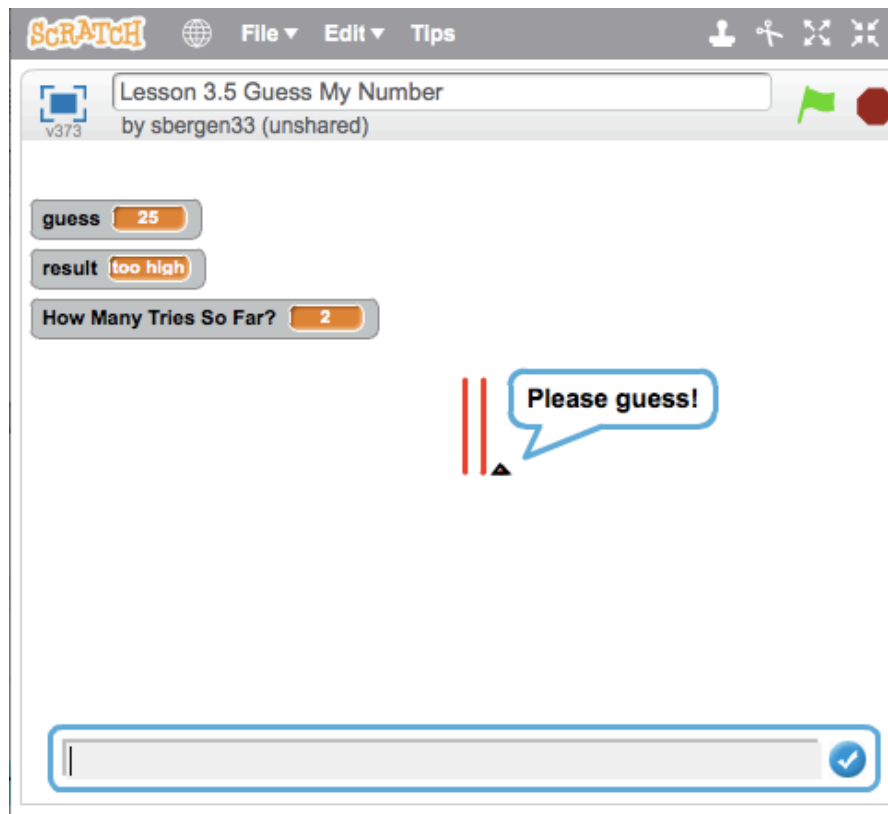 SCRATCH File Edit Tips
Lesson 3.5 Guess My Number
v373 by sbergen33 (unshared)
guess 25
result too high
How Many Tries So Far? 2
Please guess!